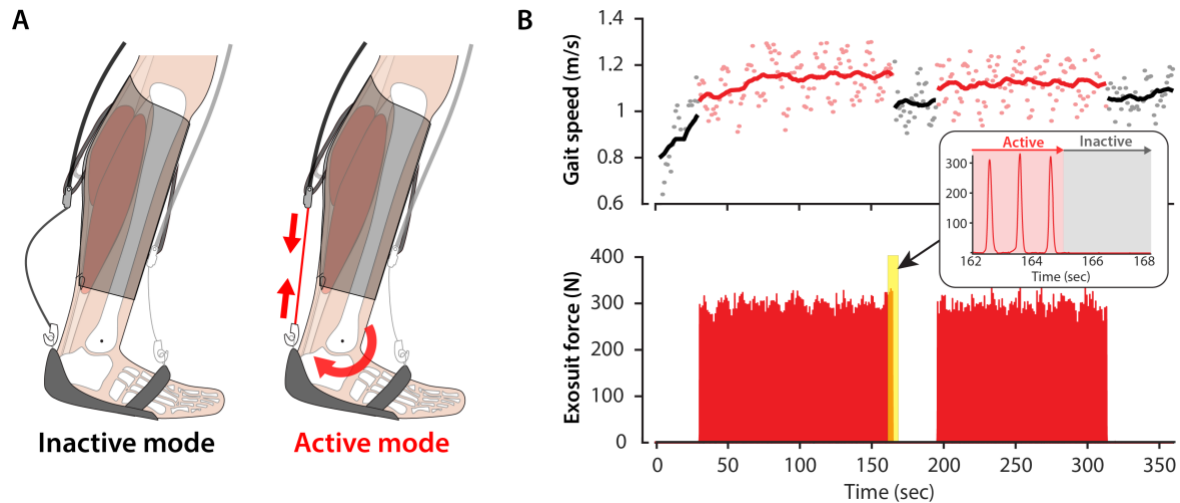 A
Inactive mode
Active mode
B
Gait speed (m/s)
1.4
1.2
1
0.8
0.6
Active
Inactive
300
200
100
162
164
166
168
Time (sec)
Exosuit force (N)
400
300
200
100
0
0
50
100
150
200
250
300
350
Time (sec)